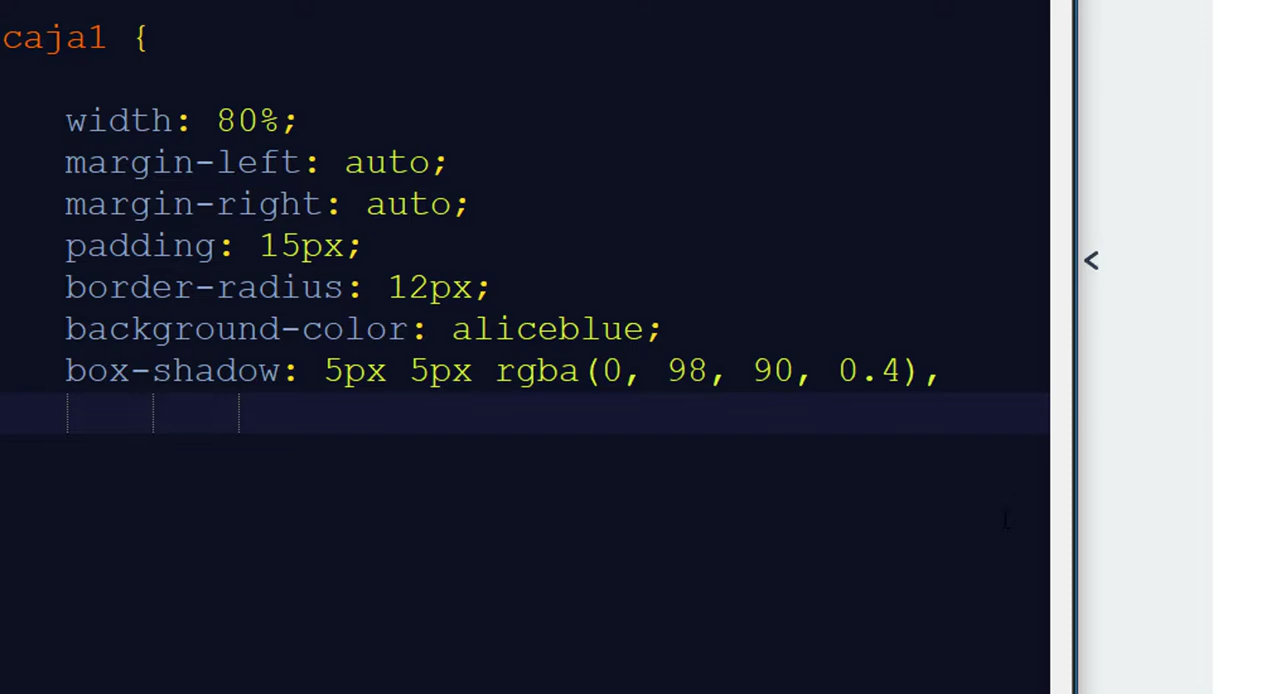 caja1 {
width: 80%;
margin-left: auto;
margin-right: auto;
padding: 15px;
border-radius: 12px;
background-color: aliceblue;
box-shadow: 5px 5px rgba(0, 98, 90, 0.4),